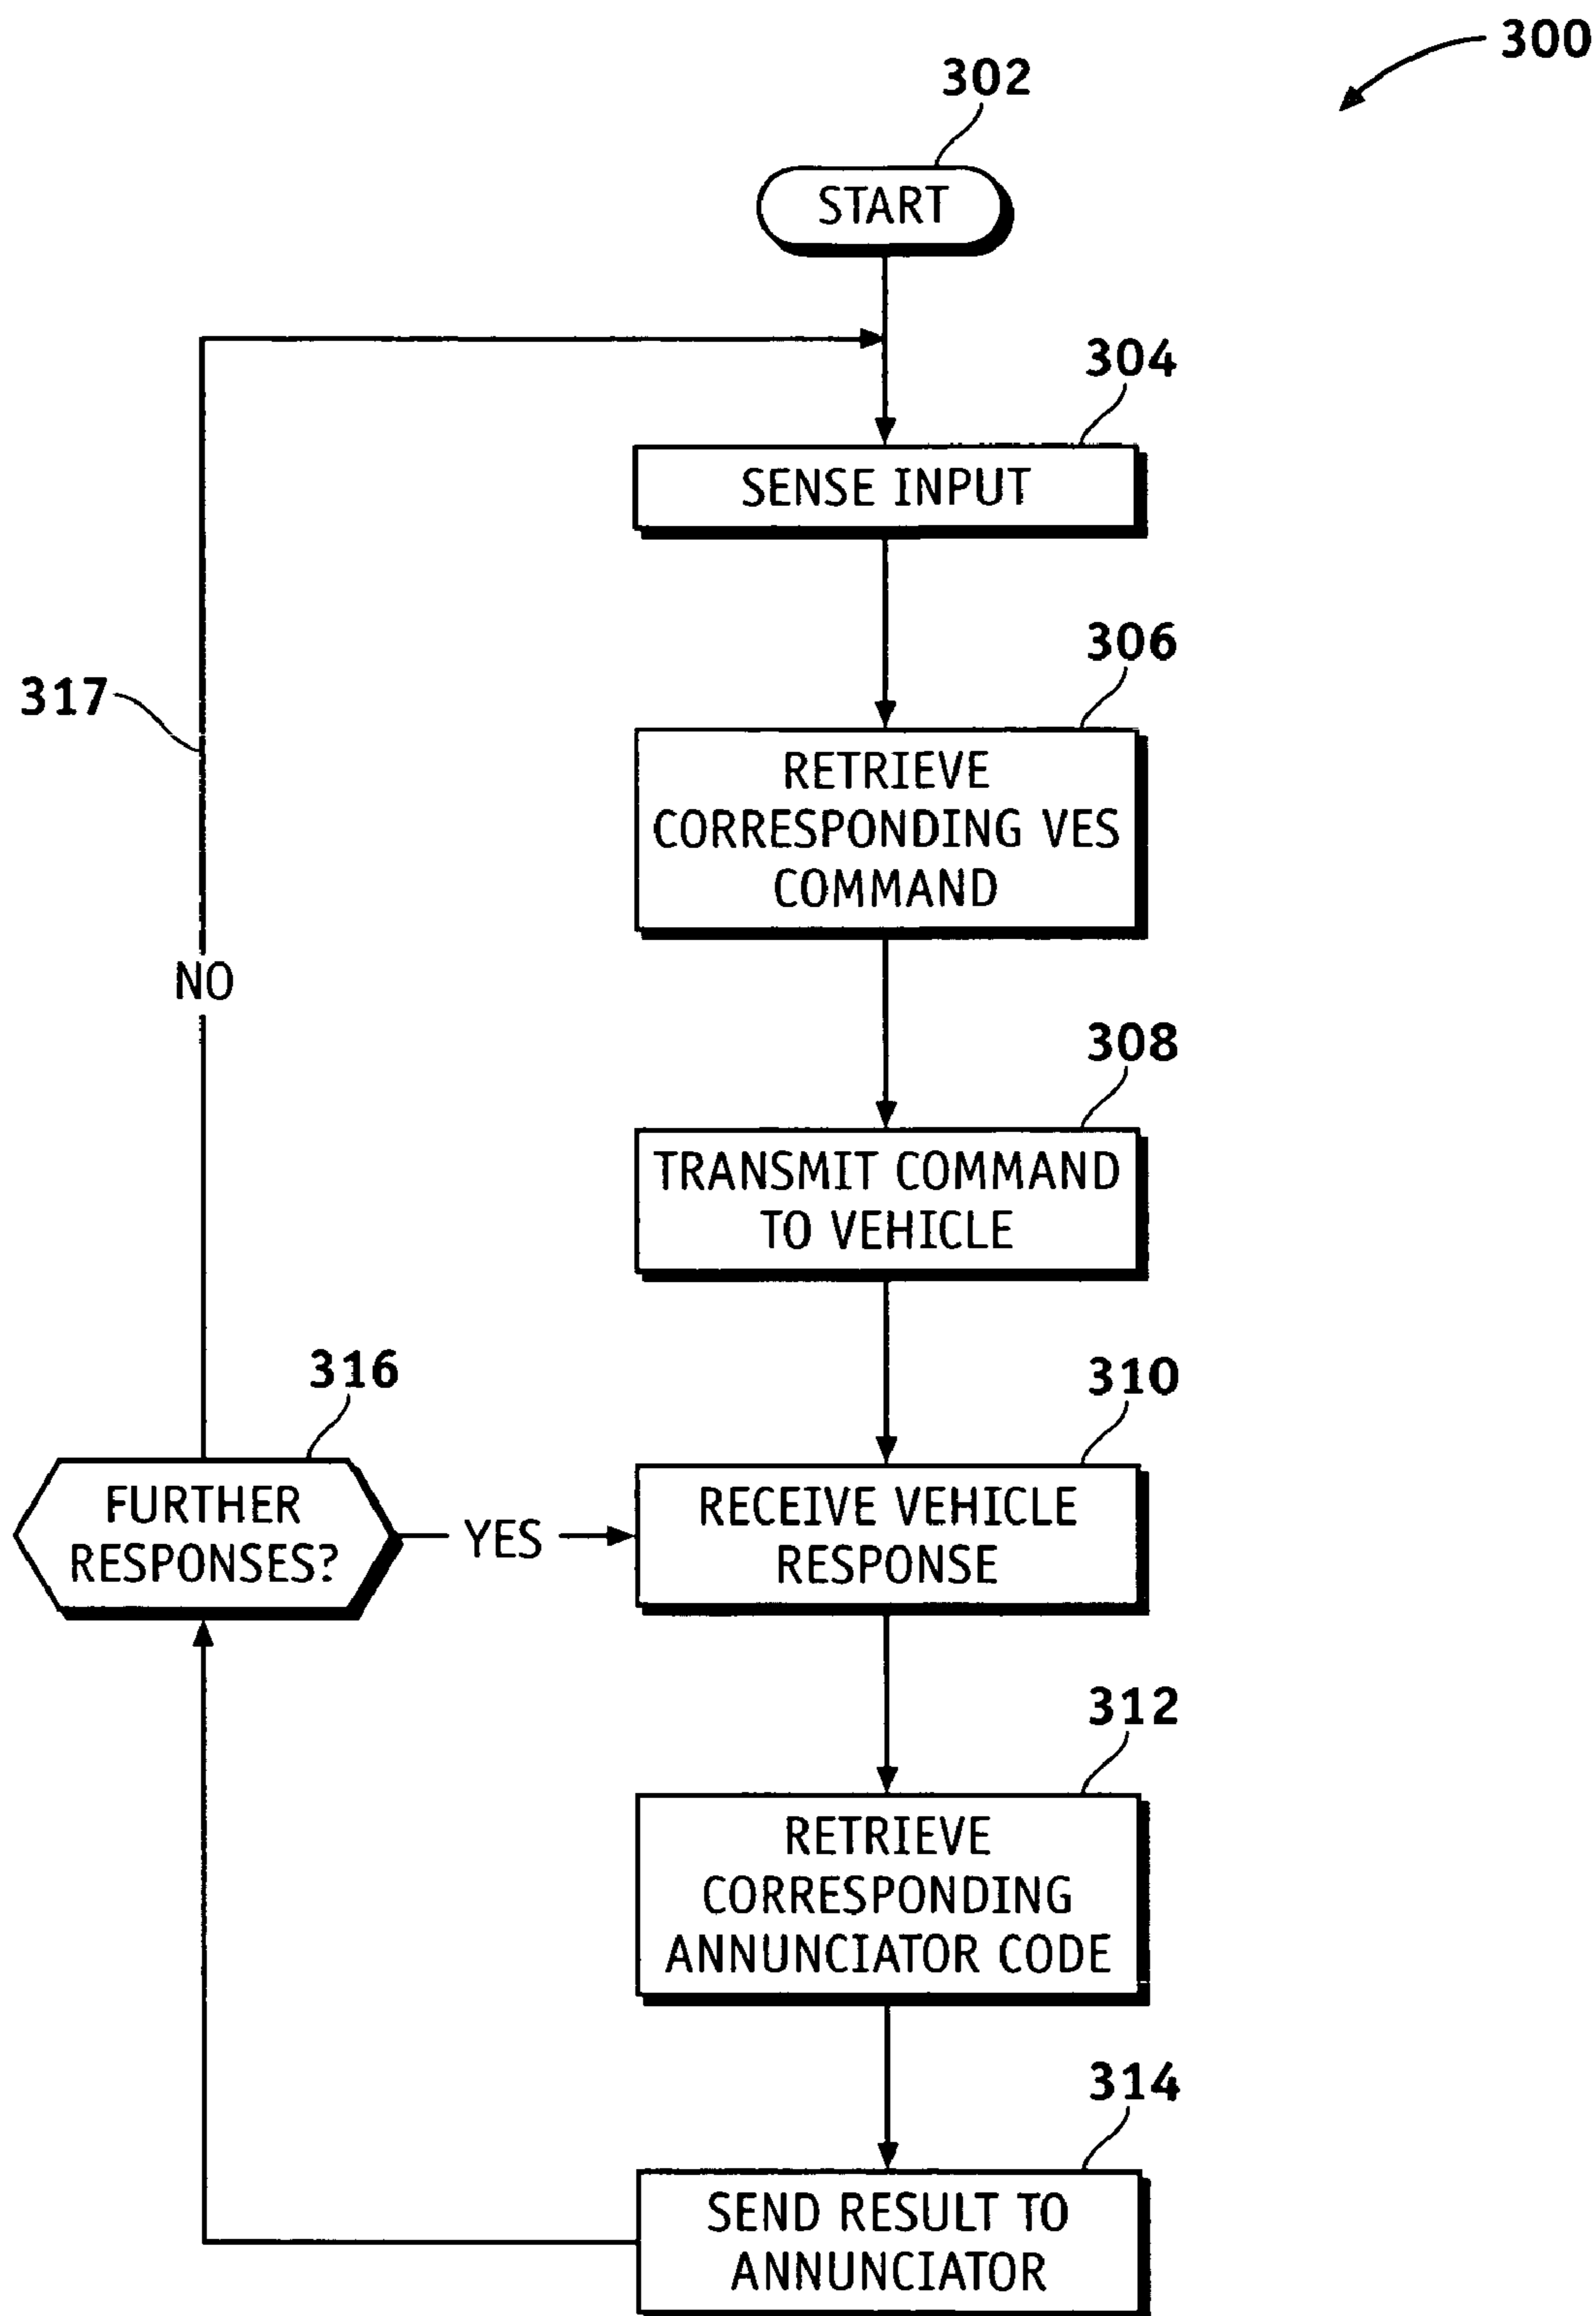 300
302
START
304
SENSE INPUT
306
RETRIEVE
CORRESPONDING VES
COMMAND
317
NO
308
TRANSMIT COMMAND
TO VEHICLE
316
FURTHER
RESPONSES?
YES
310
RECEIVE VEHICLE
RESPONSE
312
RETRIEVE
CORRESPONDING
ANNUNCIATOR CODE
314
SEND RESULT TO
ANNUNCIATOR